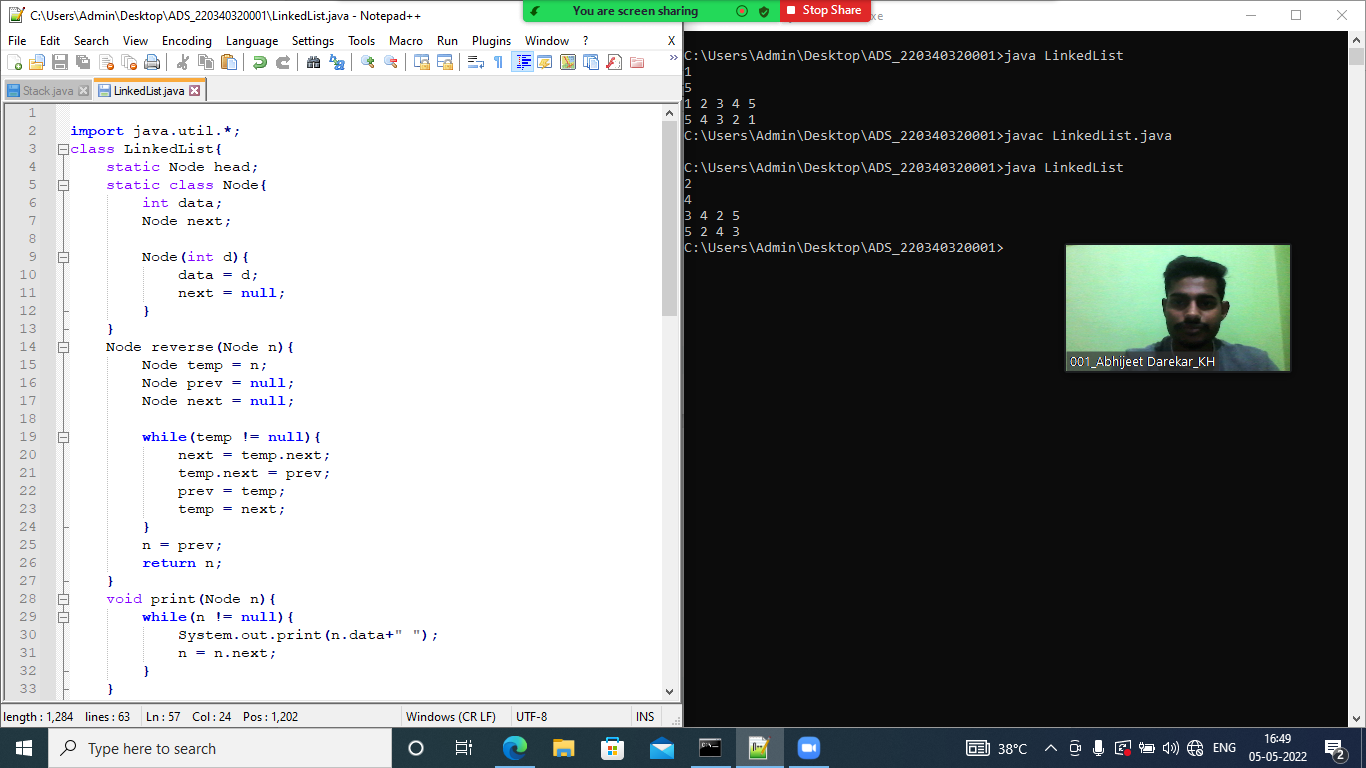 C:\Users\Admin\Desktop\ADS_220340320001\LinkedList.java - Notepad++
You are screen sharing
Stop Share
File Edit Search View Encoding Language Settings Tools Macro Run Plugins Window ? X
Stack.java LinkedList.java
1
2 import java.util.*;
3 class LinkedList{
4 static Node head;
5 static class Node{
6 int data;
7 Node next;
8
9 Node(int d){
10 data = d;
11 next = null;
12 }
13 }
14 Node reverse(Node n){
15 Node temp = n;
16 Node prev = null;
17 Node next = null;
18
19 while(temp != null){
20 next = temp.next;
21 temp.next = prev;
22 prev = temp;
23 temp = next;
24 }
25 n = prev;
26 return n;
27 }
28 void print(Node n){
29 while(n != null){
30 System.out.print(n.data+" ");
31 n = n.next;
32 }
33 }
length : 1,284 lines : 63 Ln : 57 Col : 24 Pos : 1,202 Windows (CR LF) UTF-8 INS
C:\Users\Admin\Desktop\ADS_220340320001>java LinkedList
1
5
1 2 3 4 5
5 4 3 2 1
C:\Users\Admin\Desktop\ADS_220340320001>javac LinkedList.java
C:\Users\Admin\Desktop\ADS_220340320001>java LinkedList
2
4
3 4 2 5
5 2 4 3
C:\Users\Admin\Desktop\ADS_220340320001>
001_Abhijeet Darekar_KH
Type here to search
38°C
ENG
16:49
05-05-2022
2